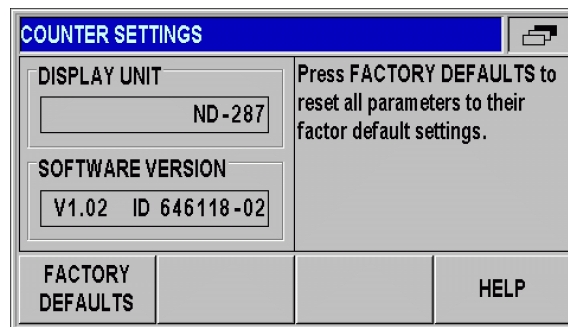 COUNTER SETTINGS
DISPLAY UNIT
ND-287
SOFTWARE VERSION
V1.02 ID 646118-02
Press FACTORY DEFAULTS to
reset all parameters to their
factor default settings.
FACTORY
DEFAULTS
HELP